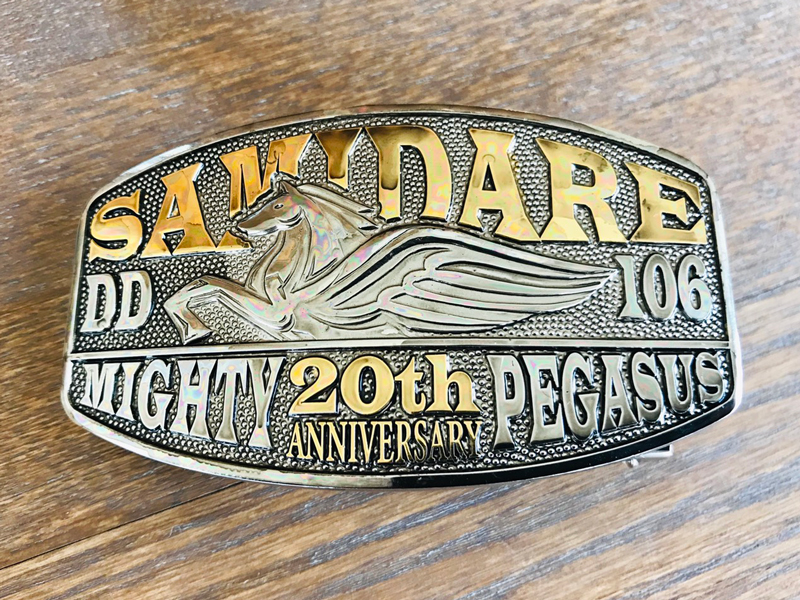 SAMIDARE
DD 106
MIGHTY 20th PEGASUS
ANNIVERSARY